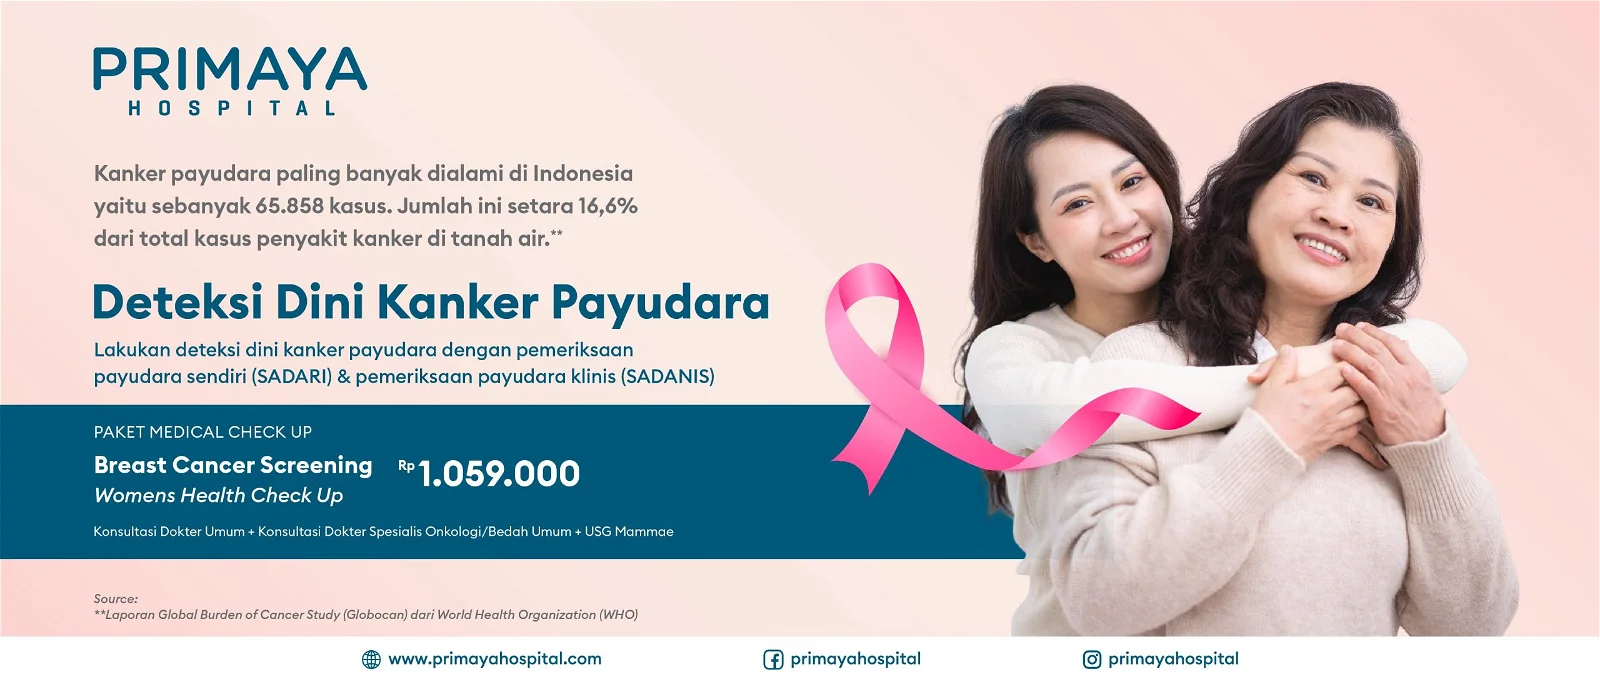 PRIMAYA
HOSPITAL
Kanker payudara paling banyak dialami di Indonesia
yaitu sebanyak 65.858 kasus. Jumlah ini setara 16,6%
dari total kasus penyakit kanker di tanah air.**
Deteksi Dini Kanker Payudara
Lakukan deteksi dini kanker payudara dengan pemeriksaan
payudara sendiri (SADARI) & pemeriksaan payudara klinis (SADANIS)
PAKET MEDICAL CHECK UP
Breast Cancer Screening Rp 1.059.000
Womens Health Check Up
Konsultasi Dokter Umum + Konsultasi Dokter Spesialis Onkologi/Bedah Umum + USG Mammae
Source:
**Laporan Global Burden of Cancer Study (Globocan) dari World Health Organization (WHO)
www.primayahospital.com primayahospital primayahospital